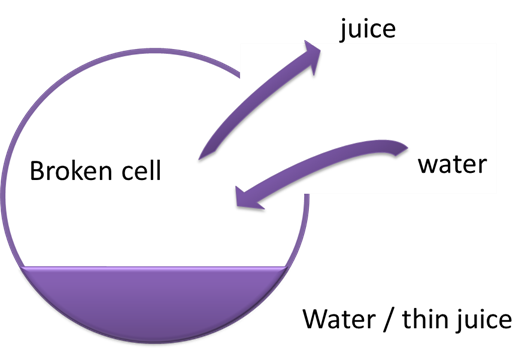 juice
Broken cell
water
Water / thin juice